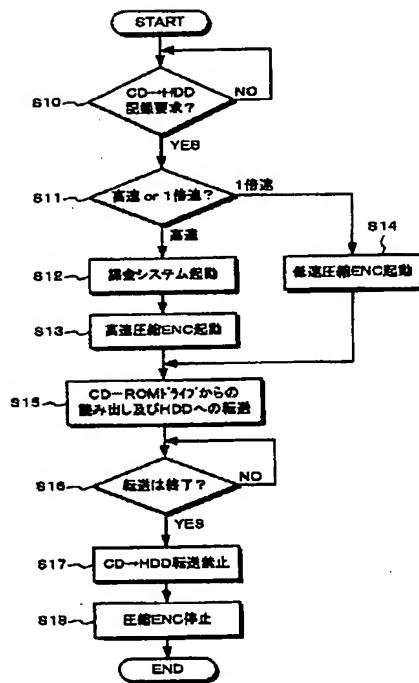 START
S10
CD→HDD
記録要求?
NO
YES
S11
高速 or 1倍速?
1倍速
高速
S12
課金システム起動
S14
低速圧縮ENC起動
S13
高速圧縮ENC起動
S15
CD-ROMドライブからの
読み出し及びHDDへの転送
S16
転送は終了?
NO
YES
S17
CD→HDD転送禁止
S18
圧縮ENC停止
END